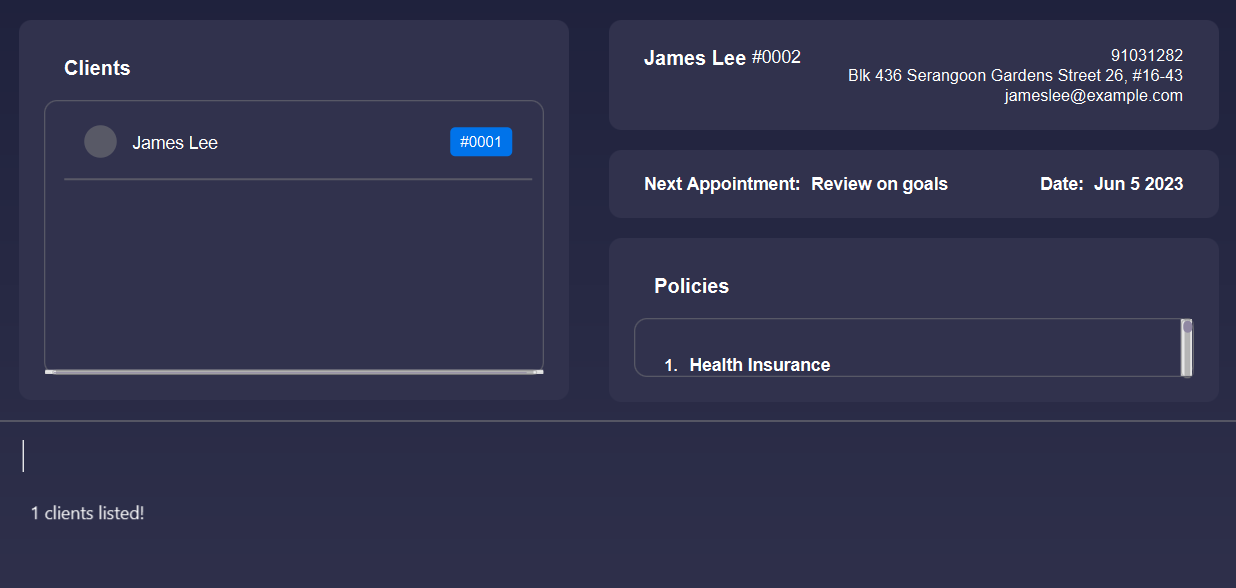 Clients
James Lee #0001
James Lee #0002
91031282
Blk 436 Serangoon Gardens Street 26, #16-43
jameslee@example.com
Next Appointment: Review on goals Date: Jun 5 2023
Policies
1. Health Insurance
1 clients listed!